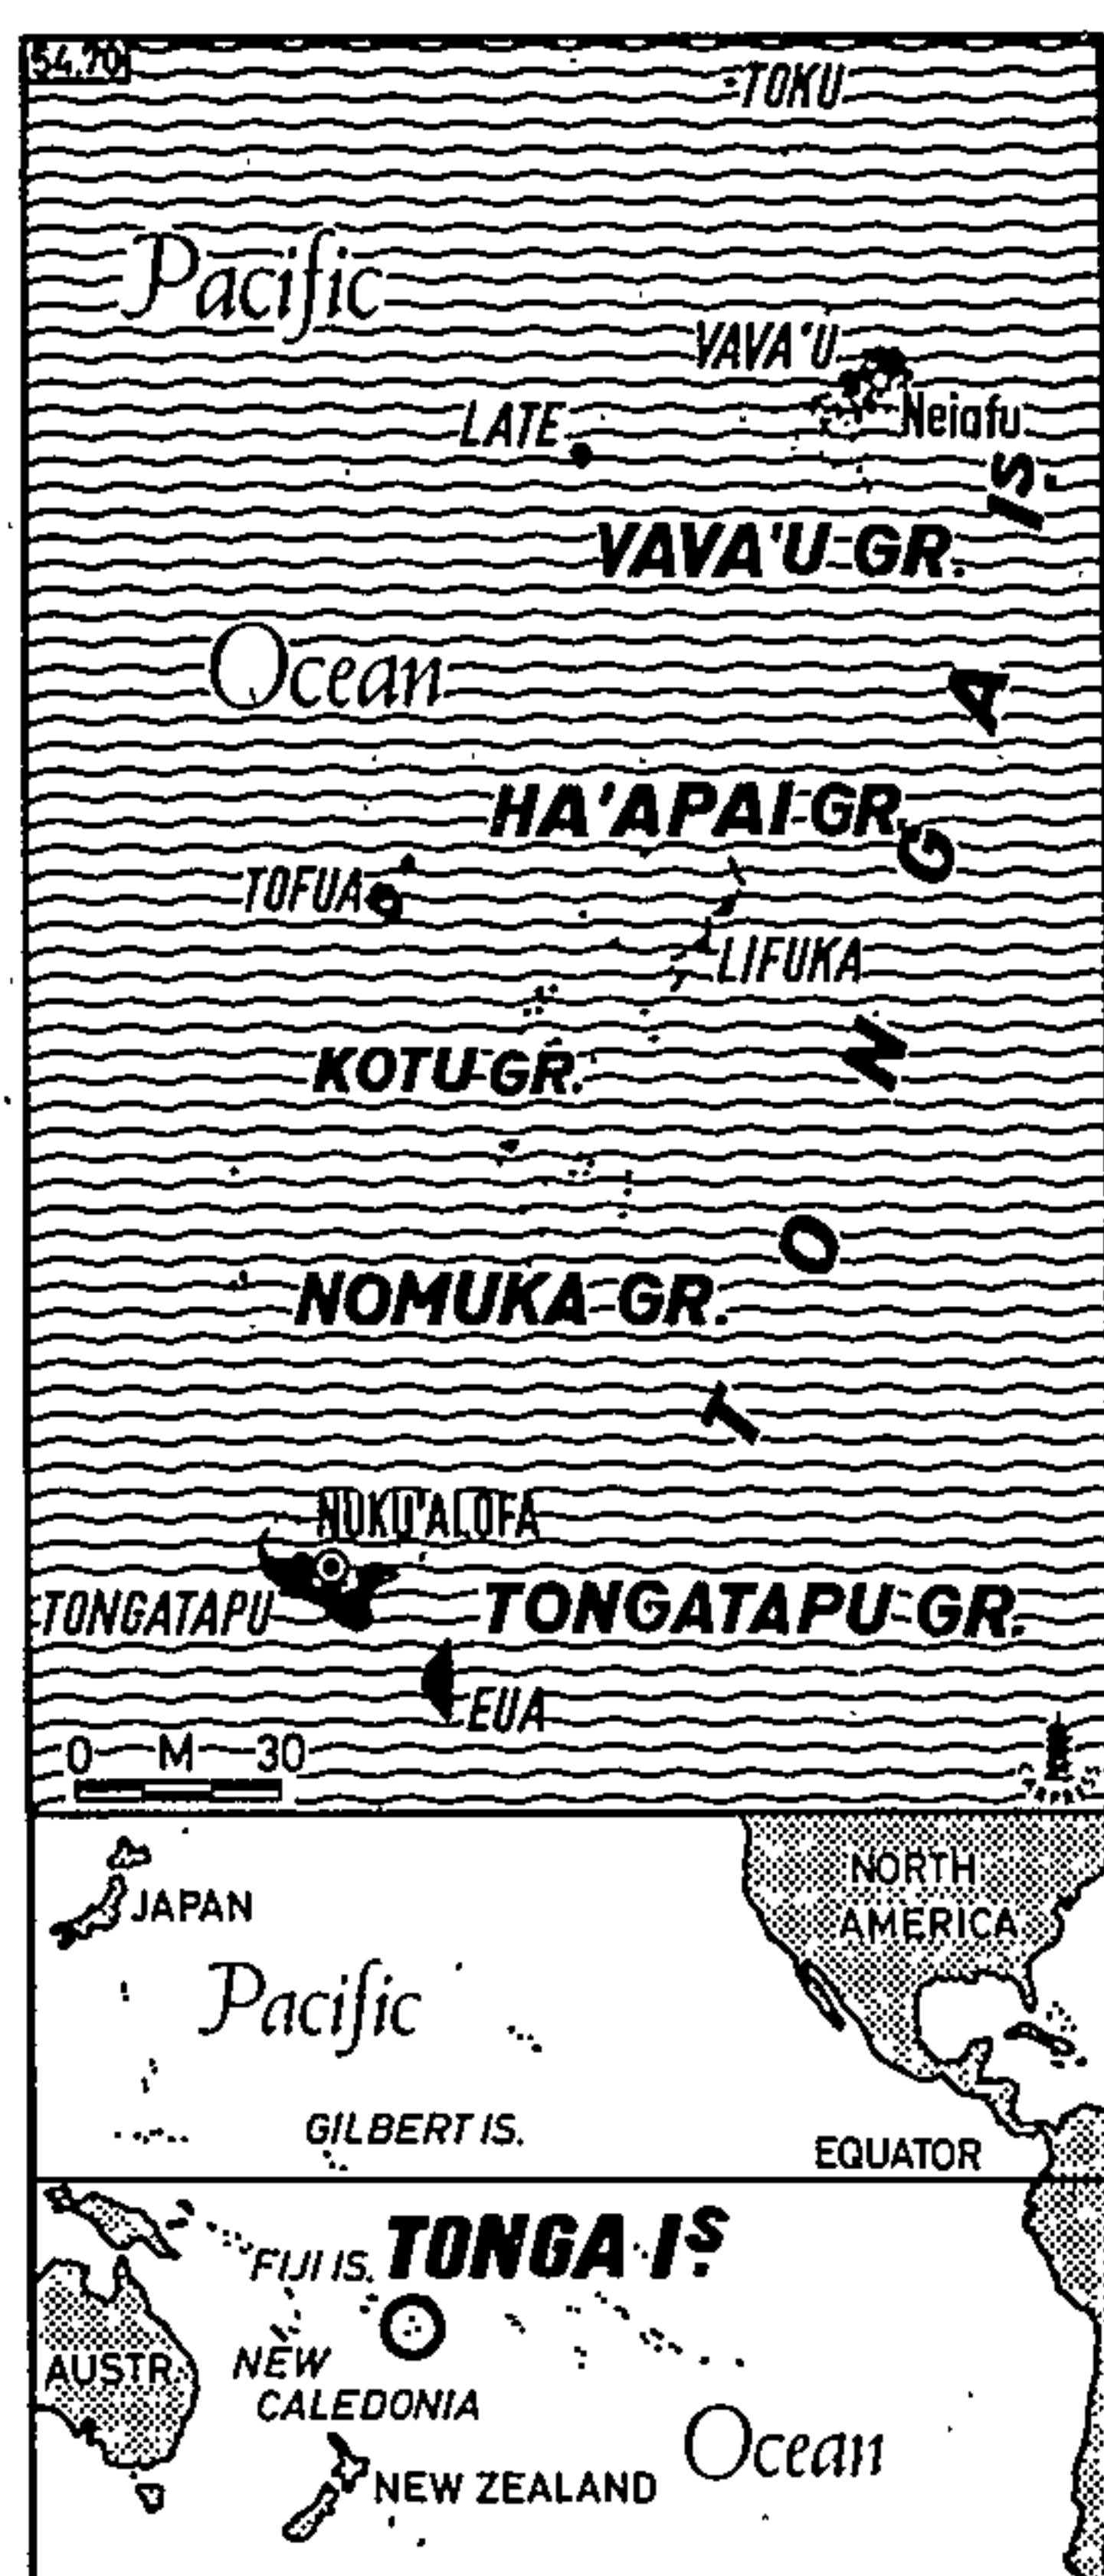 54.70
TOKU
Pacific
VAVA'U
Neiafu
LATE
VAVA'U GR.
Ocean
HA'APAI GR.
TOFUA
LIFUKA
KOTU GR.
NOMUKA GR.
TONGA IS.
NUKU'ALOFA
TONGATAPU
TONGATAPU GR.
EUA
0 M 30
NORTH
AMERICA
JAPAN
Pacific
GILBERT IS.
EQUATOR
TONGA IS.
FIJI IS.
AUSTR.
NEW
CALEDONIA
Ocean
NEW ZEALAND